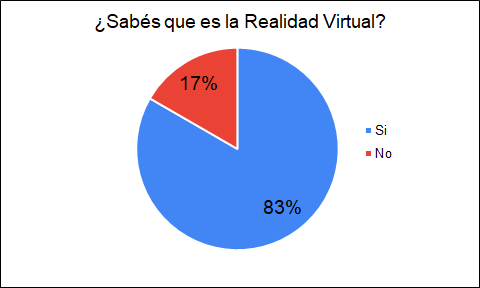 ¿Sabés que es la Realidad Virtual?
17%
83%
Si
No